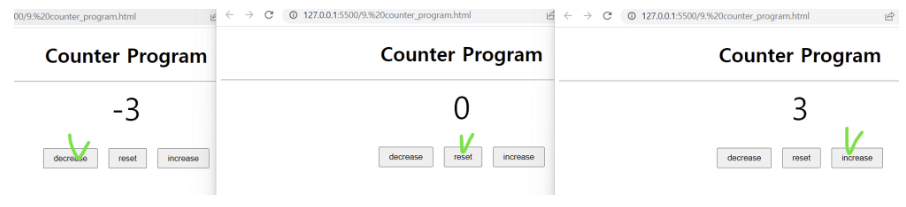 00/9.%20counter_program.html
Counter Program
-3
decrease reset increase
127.0.0.1:5500/9.%20counter_program.html
Counter Program
0
decrease reset increase
127.0.0.1:5500/9.%20counter_program.html
Counter Program
3
decrease reset increase